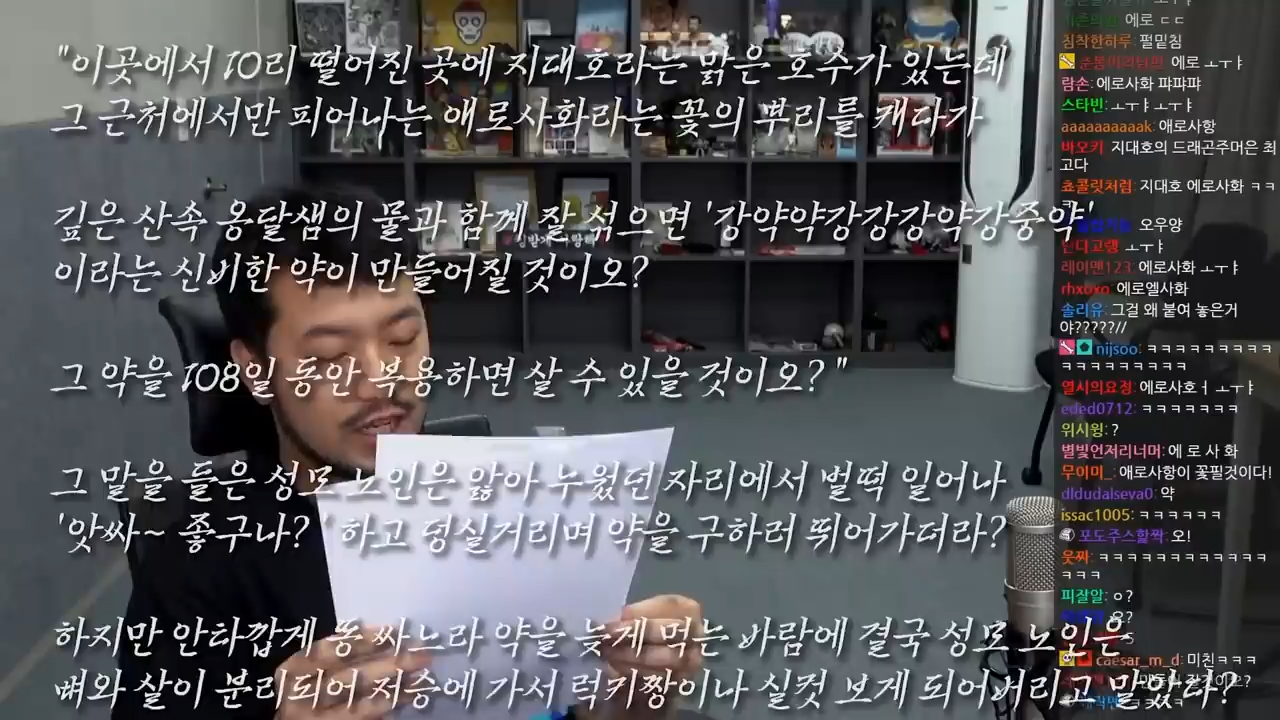 "이곳에서 10리 떨어진 곳에 지대호라는 맑은 호수가 있는데
그 근처에서만 피어나는 애로사화라는 꽃의 뿌리를 캐다가
깊은 산속 옹달샘의 물과 함께 잘 섞으면 '강약약강강강약강중약'
이라는 신비한 약이 만들어질 것이오?
그 약을 108일 동안 복용하면 살 수 있을 것이오?"
그 말을 들은 성모 노인은 앓아 누웠던 자리에서 벌떡 일어나
'앗싸~ 좋구나?' 하고 덩실거리며 약을 구하러 뛰어가더라?
하지만 안타깝게 똥 싸느라 약을 늦게 먹는 바람에 결국 성모 노인은
뼈와 살이 분리되어 저승에 가서 럭키짱이나 실컷 보게 되어버리고 말았다?
에로 ㄷㄷ
침착한하루: 펄밑침
에로 ㅗㅜㅑ
람손: 에로사화 파파퍄
스타빈: ㅗㅜㅑ ㅗㅜㅑ
aaaaaaaaaak: 애로사항
바오키: 지대호의 드래곤주머은 최
고다
쵸콜릿처럼: 지대호 에로사화 ㅋㅋ
오우양
ㅗㅜㅑ
레이맨123: 에로사화 ㅗㅜㅑ
rhxoxo: 에로엘사화
솔리유: 그걸 왜 붙여 놓은거
야?????//
nijsoo: ㅋㅋㅋㅋㅋㅋㅋㅋㅋㅋ
ㅋㅋㅋㅋㅋㅋㅋㅋㅋㅋ
열시의요정: 에로사호ㅓ ㅗㅜㅑ
eded0712: ㅋㅋㅋㅋㅋㅋㅋ
위시윙: ?
별빛언저리너머: 에 로 사 화
무이미_: 애로사항이 꽃필것이다!
dldudalseva0: 약
issac1005: ㅋㅋㅋㅋㅋㅋ
포도주스할짝: 오!
웃짜: ㅋㅋㅋㅋㅋㅋㅋㅋㅋㅋㅋㅋ
ㅋㅋㅋ
피잘알: ㅇ?
caesar_m_d: 미친ㅋㅋㅋ